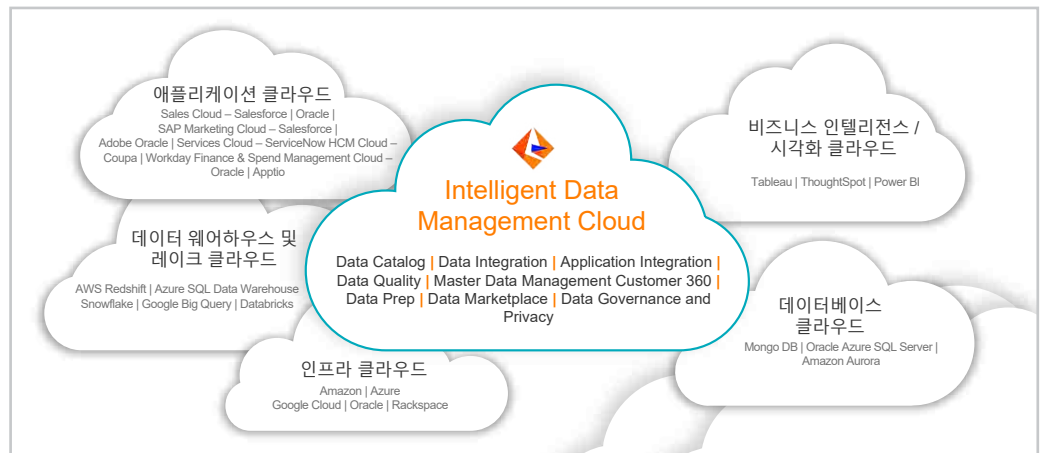 애플리케이션 클라우드
Sales Cloud – Salesforce | Oracle |
SAP Marketing Cloud – Salesforce |
Adobe Oracle | Services Cloud – ServiceNow HCM Cloud –
Coupa | Workday Finance & Spend Management Cloud –
Oracle | Apptio
데이터 웨어하우스 및
레이크 클라우드
AWS Redshift | Azure SQL Data Warehouse
Snowflake | Google Big Query | Databricks
인프라 클라우드
Amazon | Azure
Google Cloud | Oracle | Rackspace
Intelligent Data
Management Cloud
Data Catalog | Data Integration | Application Integration |
Data Quality | Master Data Management Customer 360 |
Data Prep | Data Marketplace | Data Governance and
Privacy
비즈니스 인텔리전스 /
시각화 클라우드
Tableau | ThoughtSpot | Power BI
데이터베이스
클라우드
Mongo DB | Oracle Azure SQL Server |
Amazon Aurora